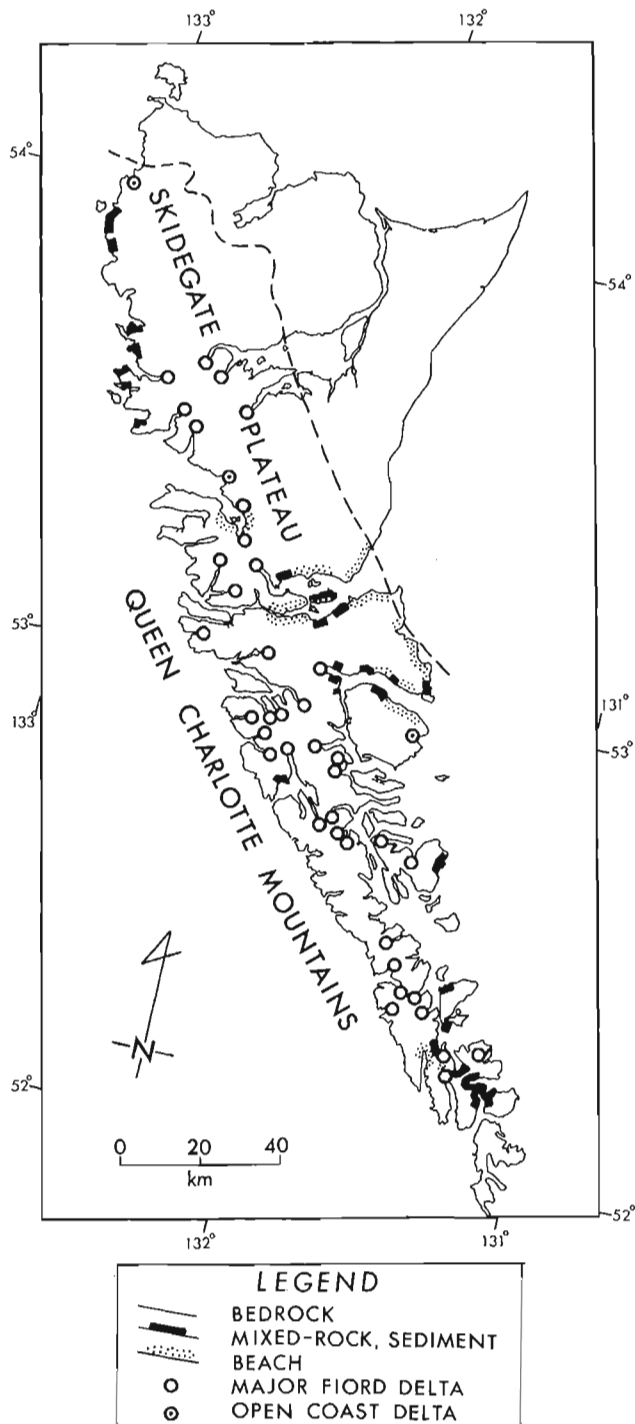 133°
132°
54°
54°
SKIDEGATE
PLATEAU
QUEEN CHARLOTTE MOUNTAINS
53°
133°
131°
53°
N
52°
52°
0 20 40
km
132°
131°
LEGEND
BEDROCK
MIXED-ROCK, SEDIMENT
BEACH
MAJOR FIORD DELTA
OPEN COAST DELTA